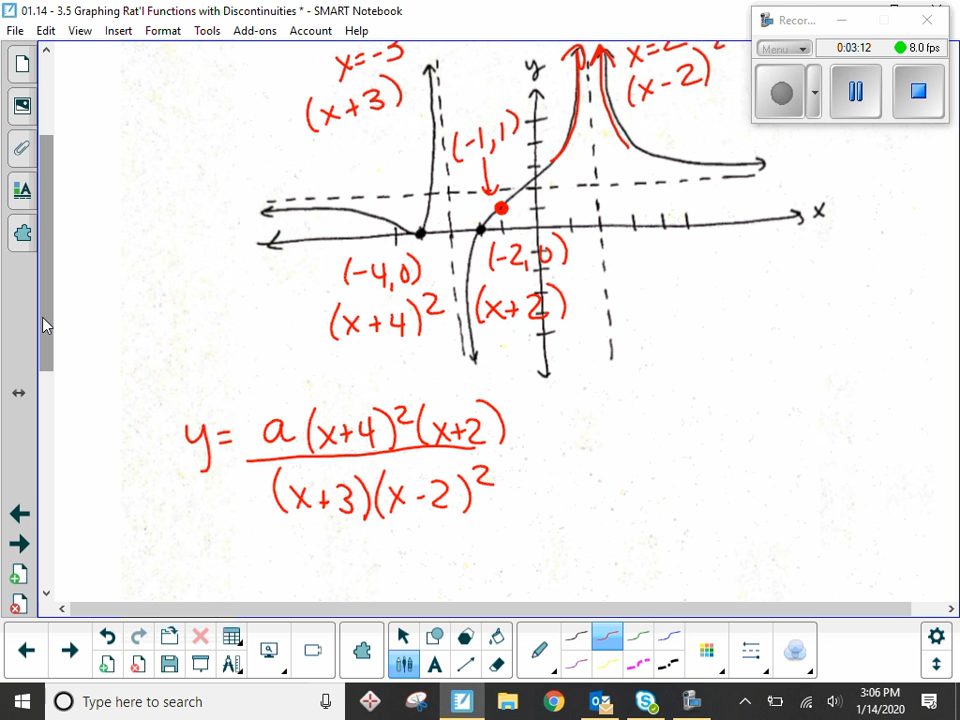 01.14 - 3.5 Graphing Rat'l Functions with Discontinuities * - SMART Notebook
File Edit View Insert Format Tools Add-ons Account Help
Recor...
Menu
0:03:12
8.0 fps
x=-3
(x+3)
y
x=2
(x-2)²
(-1,1)
x
(-4,0)
(-2,0)
(x+4)²
(x+2)
y= a(x+4)²(x+2)
(x+3)(x-2)²
A
Type here to search
3:06 PM
1/14/2020